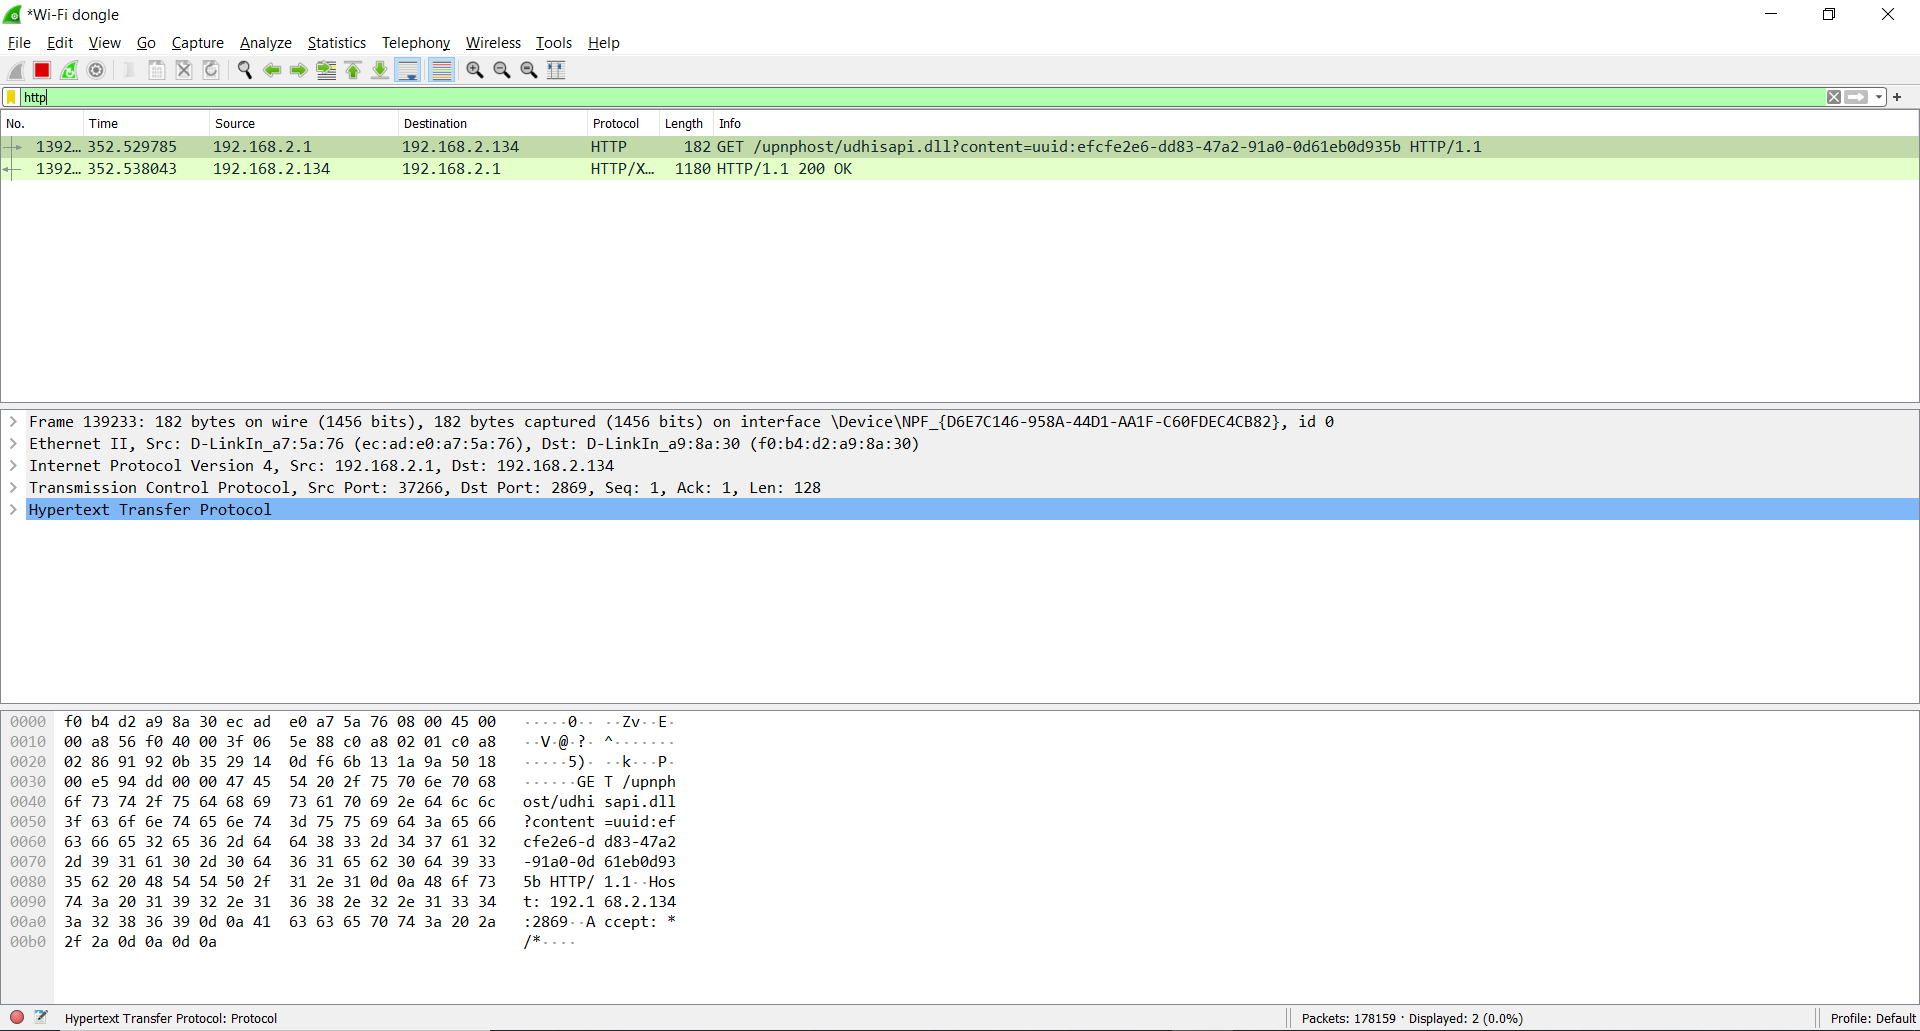 *Wi-Fi dongle
File Edit View Go Capture Analyze Statistics Telephony Wireless Tools Help
http
No. Time Source Destination Protocol Length Info
1392… 352.529785 192.168.2.1 192.168.2.134 HTTP 182 GET /upnphost/udhisapi.dll?content=uuid:efcfe2e6-dd83-47a2-91a0-0d61eb0d935b HTTP/1.1
1392… 352.538043 192.168.2.134 192.168.2.1 HTTP/X… 1180 HTTP/1.1 200 OK
Frame 139233: 182 bytes on wire (1456 bits), 182 bytes captured (1456 bits) on interface \Device\NPF_{D6E7C146-958A-44D1-AA1F-C60FDEC4CB82}, id 0
Ethernet II, Src: D-LinkIn_a7:5a:76 (ec:ad:e0:a7:5a:76), Dst: D-LinkIn_a9:8a:30 (f0:b4:d2:a9:8a:30)
Internet Protocol Version 4, Src: 192.168.2.1, Dst: 192.168.2.134
Transmission Control Protocol, Src Port: 37266, Dst Port: 2869, Seq: 1, Ack: 1, Len: 128
Hypertext Transfer Protocol
0000 f0 b4 d2 a9 8a 30 ec ad e0 a7 5a 76 08 00 45 00 ·····0·· ··Zv··E·
0010 00 a8 56 f0 40 00 3f 06 5e 88 c0 a8 02 01 c0 a8 ··V·@·?· ^·······
0020 02 86 91 92 0b 35 29 14 0d f6 6b 13 1a 9a 50 18 ·····5)· ··k···P·
0030 00 e5 94 dd 00 00 47 45 54 20 2f 75 70 6e 70 68 ······GE T /upnph
0040 6f 73 74 2f 75 64 68 69 73 61 70 69 2e 64 6c 6c ost/udhi sapi.dll
0050 3f 63 6f 6e 74 65 6e 74 3d 75 75 69 64 3a 65 66 ?content =uuid:ef
0060 63 66 65 32 65 36 2d 64 64 38 33 2d 34 37 61 32 cfe2e6-d d83-47a2
0070 2d 39 31 61 30 2d 30 64 36 31 65 62 30 64 39 33 -91a0-0d 61eb0d93
0080 35 62 20 48 54 54 50 2f 31 2e 31 0d 0a 48 6f 73 5b HTTP/ 1.1··Hos
0090 74 3a 20 31 39 32 2e 31 36 38 2e 32 2e 31 33 34 t: 192.1 68.2.134
00a0 3a 32 38 36 39 0d 0a 41 63 63 65 70 74 3a 20 2a :2869··A ccept: *
00b0 2f 2a 0d 0a 0d 0a /*····
Hypertext Transfer Protocol: Protocol Packets: 178159 · Displayed: 2 (0.0%) Profile: Default